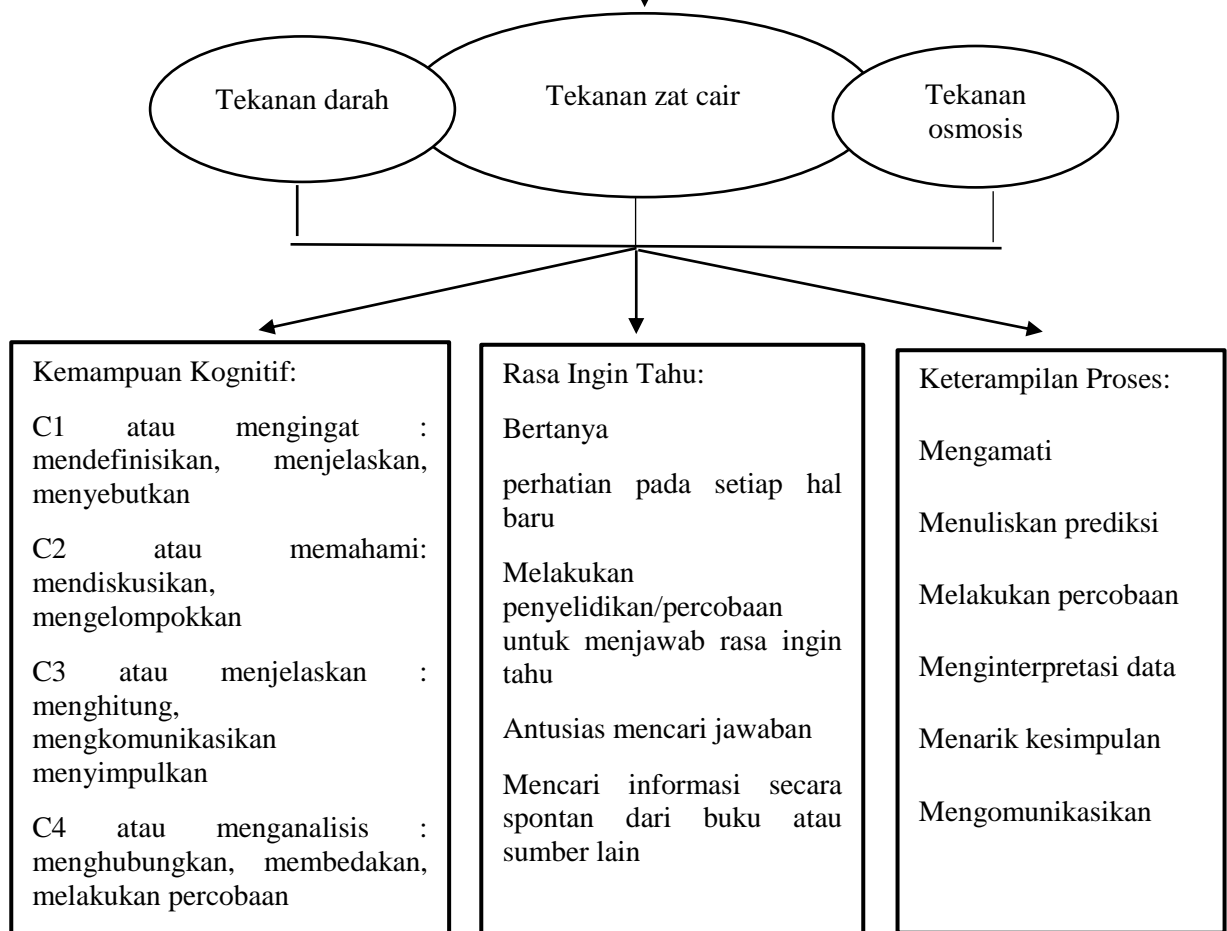 Tekanan darah
Tekanan zat cair
Tekanan
osmosis
Kemampuan Kognitif:
C1 atau mengingat :
mendefinisikan, menjelaskan,
menyebutkan
C2 atau memahami:
mendiskusikan,
mengelompokkan
C3 atau menjelaskan :
menghitung,
mengkomunikasikan
menyimpulkan
C4 atau menganalisis :
menghubungkan, membedakan,
melakukan percobaan
Rasa Ingin Tahu:
Bertanya
perhatian pada setiap hal
baru
Melakukan
penyelidikan/percobaan
untuk menjawab rasa ingin
tahu
Antusias mencari jawaban
Mencari informasi secara
spontan dari buku atau
sumber lain
Keterampilan Proses:
Mengamati
Menuliskan prediksi
Melakukan percobaan
Menginterpretasi data
Menarik kesimpulan
Mengomunikasikan